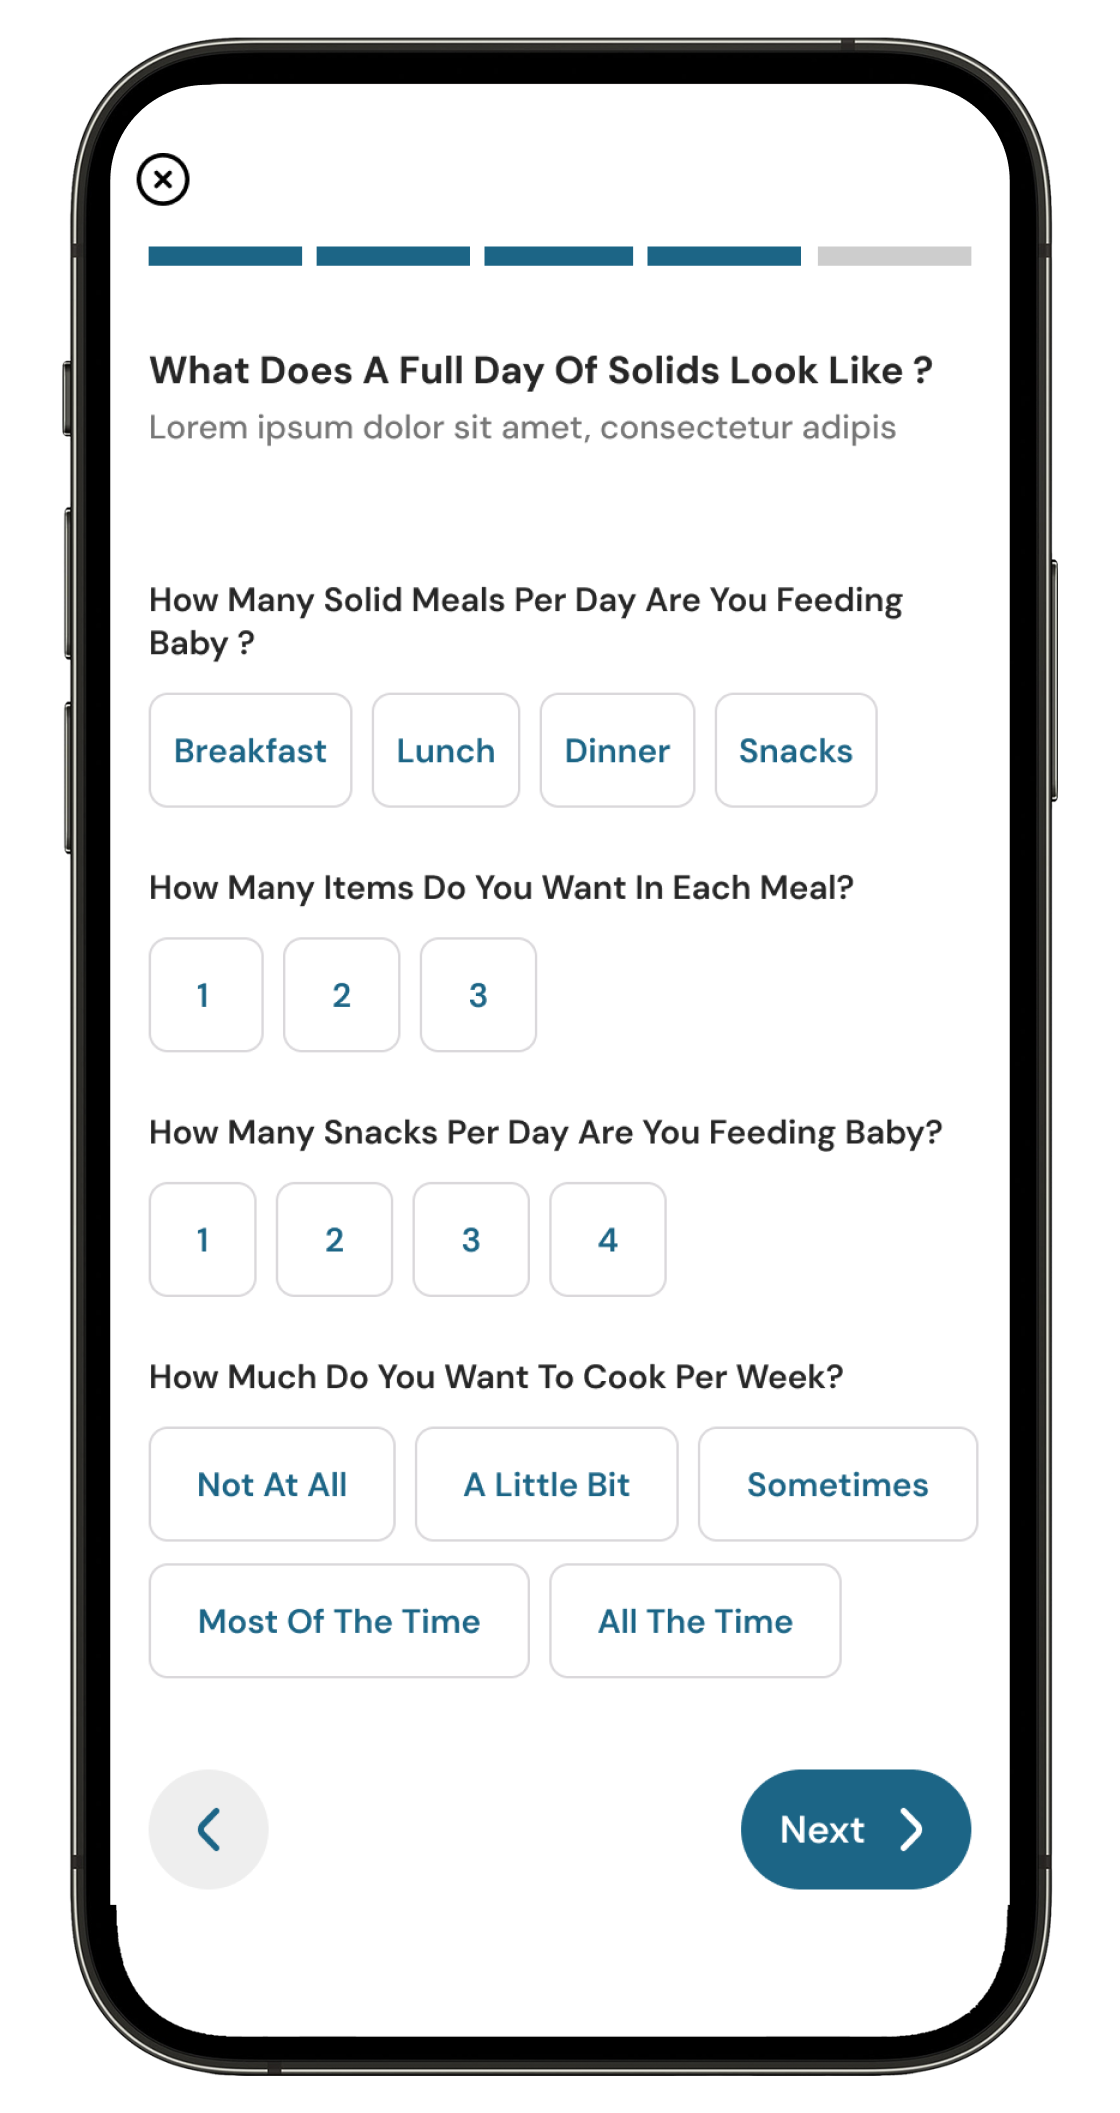 What Does A Full Day Of Solids Look Like ?
Lorem ipsum dolor sit amet, consectetur adipis
How Many Solid Meals Per Day Are You Feeding
Baby ?
Breakfast Lunch Dinner Snacks
How Many Items Do You Want In Each Meal?
1 2 3
How Many Snacks Per Day Are You Feeding Baby?
1 2 3 4
How Much Do You Want To Cook Per Week?
Not At All A Little Bit Sometimes
Most Of The Time All The Time
Next